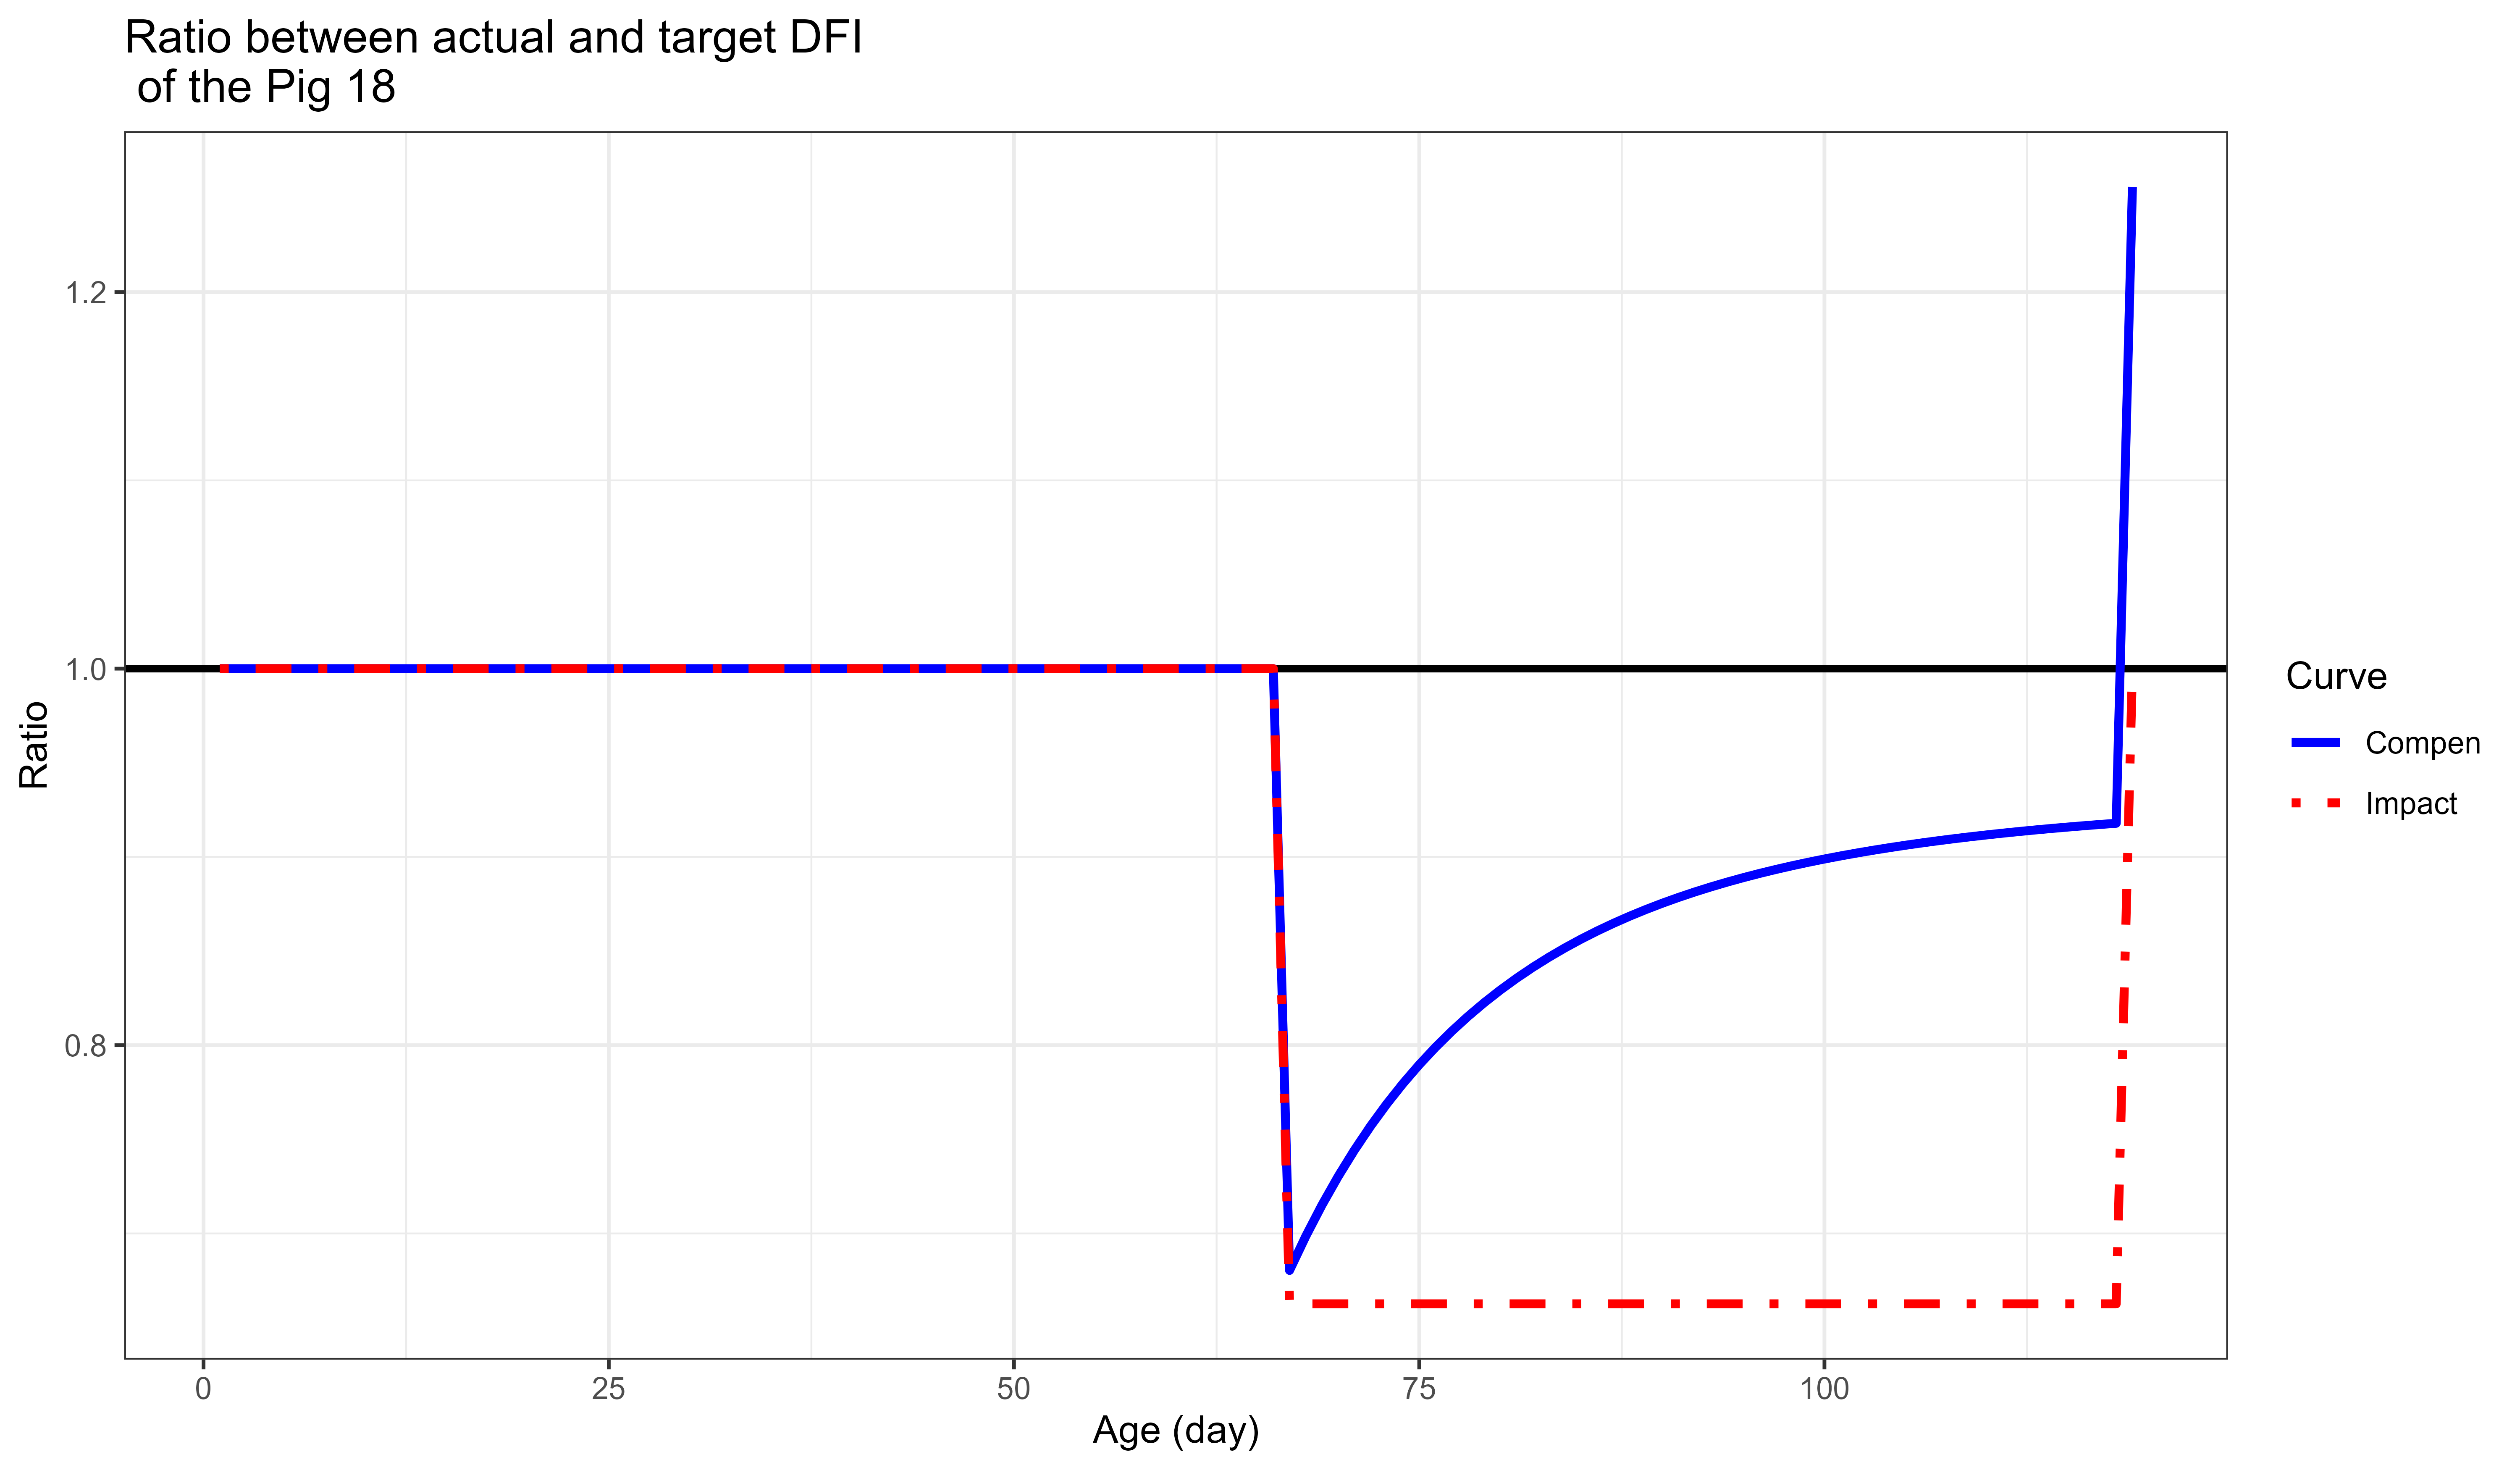 Ratio between actual and target DFI
of the Pig 18
1.2
1.0
0.8
Ratio
0
25
50
75
100
Age (day)
Curve
Compen
Impact